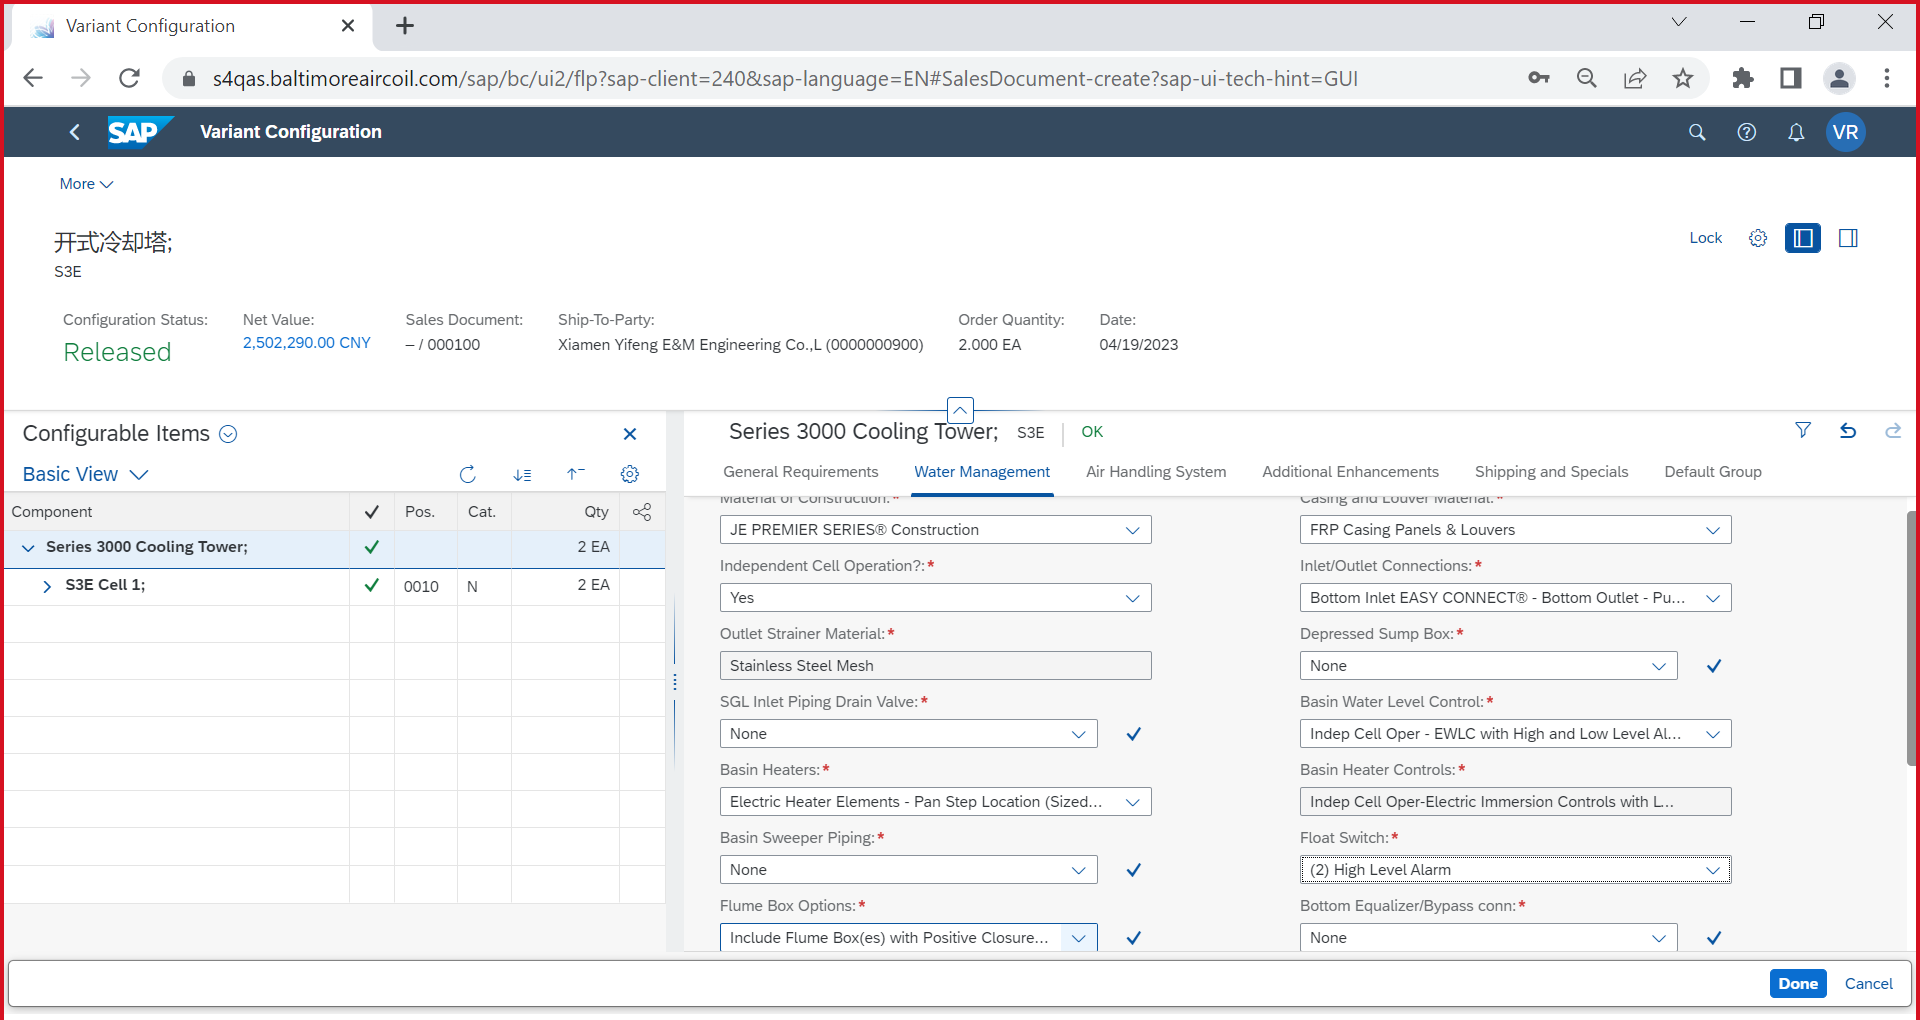 Variant Configuration
s4qas.baltimoreaircoil.com/sap/bc/ui2/flp?sap-client=240&sap-language=EN#SalesDocument-create?sap-ui-tech-hint=GUI
SAP Variant Configuration VR
More
开式冷却塔;
S3E
Lock
Configuration Status: Net Value: Sales Document: Ship-To-Party: Order Quantity: Date:
Released 2,502,290.00 CNY – / 000100 Xiamen Yifeng E&M Engineering Co.,L (0000000900) 2.000 EA 04/19/2023
Configurable Items
Basic View
Component Pos. Cat. Qty
Series 3000 Cooling Tower; 2 EA
S3E Cell 1; 0010 N 2 EA
Series 3000 Cooling Tower; S3E OK
General Requirements Water Management Air Handling System Additional Enhancements Shipping and Specials Default Group
Material of Construction:* Casing and Louver Material:*
JE PREMIER SERIES® Construction FRP Casing Panels & Louvers
Independent Cell Operation?:* Inlet/Outlet Connections:*
Yes Bottom Inlet EASY CONNECT® - Bottom Outlet - Pu...
Outlet Strainer Material:* Depressed Sump Box:*
Stainless Steel Mesh None
SGL Inlet Piping Drain Valve:* Basin Water Level Control:*
None Indep Cell Oper - EWLC with High and Low Level Al...
Basin Heaters:* Basin Heater Controls:*
Electric Heater Elements - Pan Step Location (Sized... Indep Cell Oper-Electric Immersion Controls with L...
Basin Sweeper Piping:* Float Switch:*
None (2) High Level Alarm
Flume Box Options:* Bottom Equalizer/Bypass conn:*
Include Flume Box(es) with Positive Closure... None
Done Cancel